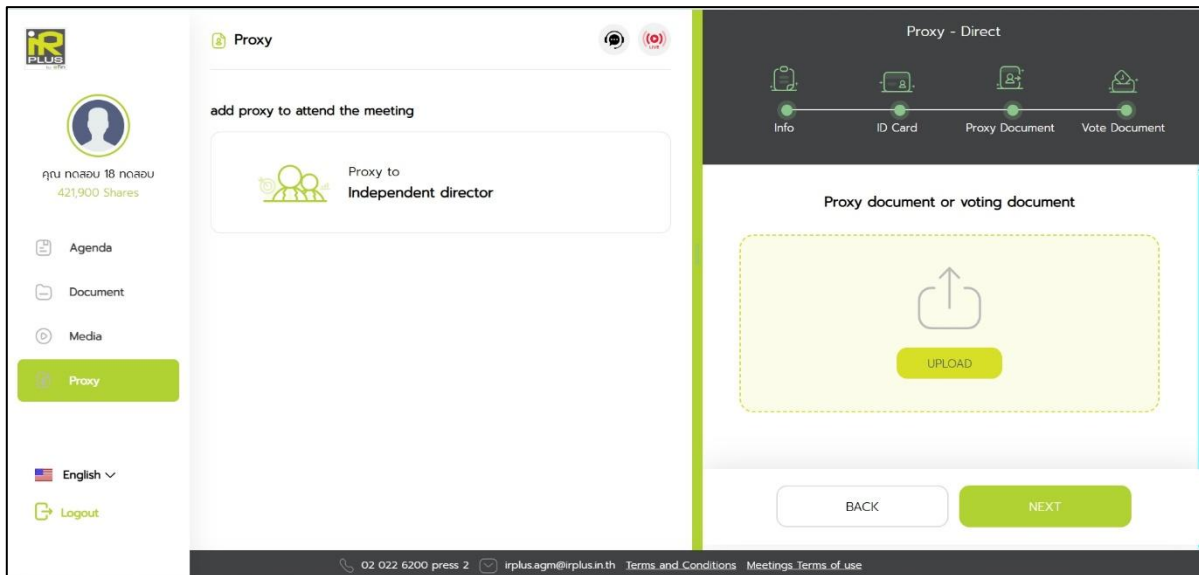 iR
PLUS
คุณ ทดสอบ 18 ทดสอบ
421,900 Shares
Agenda
Document
Media
Proxy
English
Logout
Proxy
LIVE
add proxy to attend the meeting
Proxy to
Independent director
Proxy - Direct
Info
ID Card
Proxy Document
Vote Document
Proxy document or voting document
UPLOAD
BACK
NEXT
02 022 6200 press 2 irplus.agm@irplus.in.th Terms and Conditions Meetings Terms of use